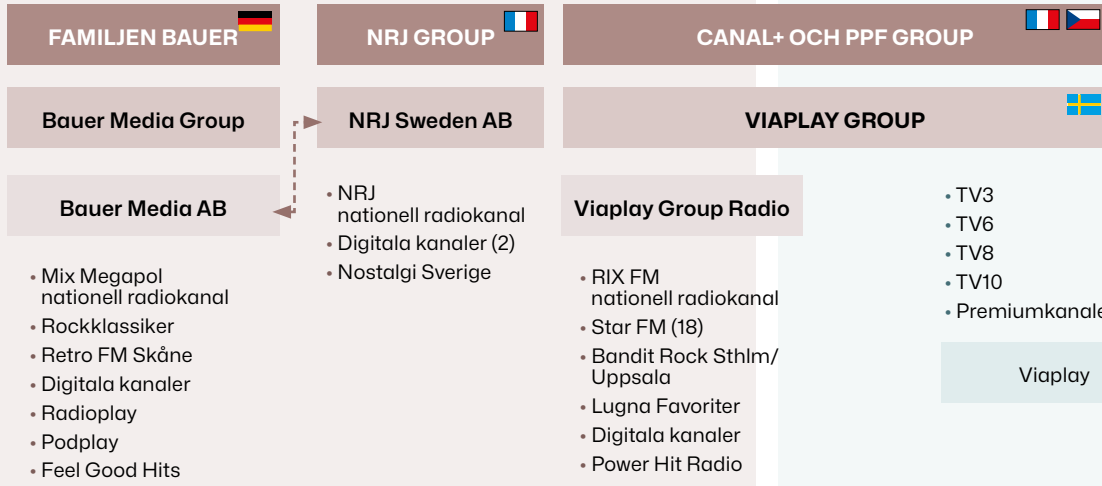 FAMILJEN BAUER
Bauer Media Group
Bauer Media AB
• Mix Megapol
nationell radiokanal
• Rockklassiker
• Retro FM Skåne
• Digitala kanaler
• Radioplay
• Podplay
• Feel Good Hits
NRJ GROUP
NRJ Sweden AB
• NRJ
nationell radiokanal
• Digitala kanaler (2)
• Nostalgi Sverige
CANAL+ OCH PPF GROUP
VIAPLAY GROUP
Viaplay Group Radio
• RIX FM
nationell radiokanal
• Star FM (18)
• Bandit Rock Sthlm/
Uppsala
• Lugna Favoriter
• Digitala kanaler
• Power Hit Radio
• TV3
• TV6
• TV8
• TV10
• Premiumkanale
Viaplay